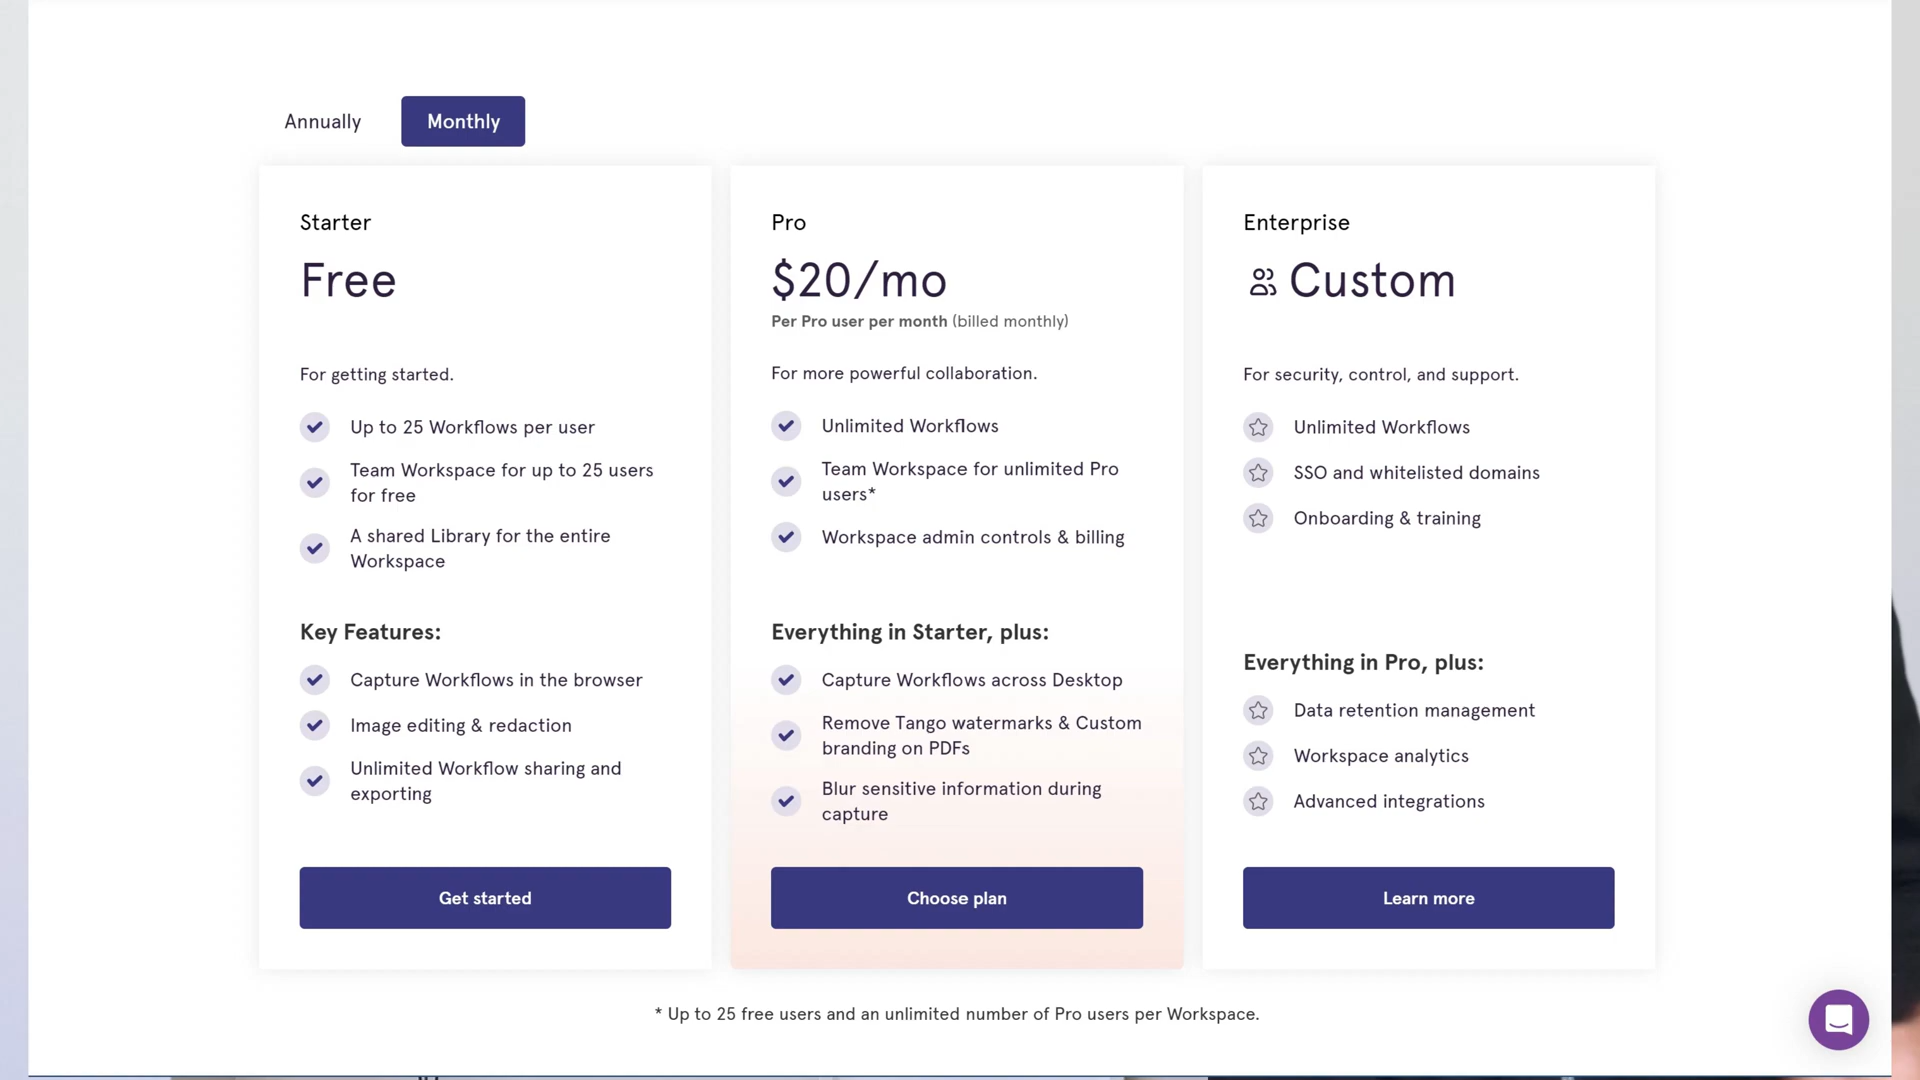 Annually
Monthly
Starter
Free
For getting started.
Up to 25 Workflows per user
Team Workspace for up to 25 users
for free
A shared Library for the entire
Workspace
Key Features:
Capture Workflows in the browser
Image editing & redaction
Unlimited Workflow sharing and
exporting
Get started
Pro
$20/mo
Per Pro user per month (billed monthly)
For more powerful collaboration.
Unlimited Workflows
Team Workspace for unlimited Pro
users*
Workspace admin controls & billing
Everything in Starter, plus:
Capture Workflows across Desktop
Remove Tango watermarks & Custom
branding on PDFs
Blur sensitive information during
capture
Choose plan
Enterprise
Custom
For security, control, and support.
Unlimited Workflows
SSO and whitelisted domains
Onboarding & training
Everything in Pro, plus:
Data retention management
Workspace analytics
Advanced integrations
Learn more
* Up to 25 free users and an unlimited number of Pro users per Workspace.